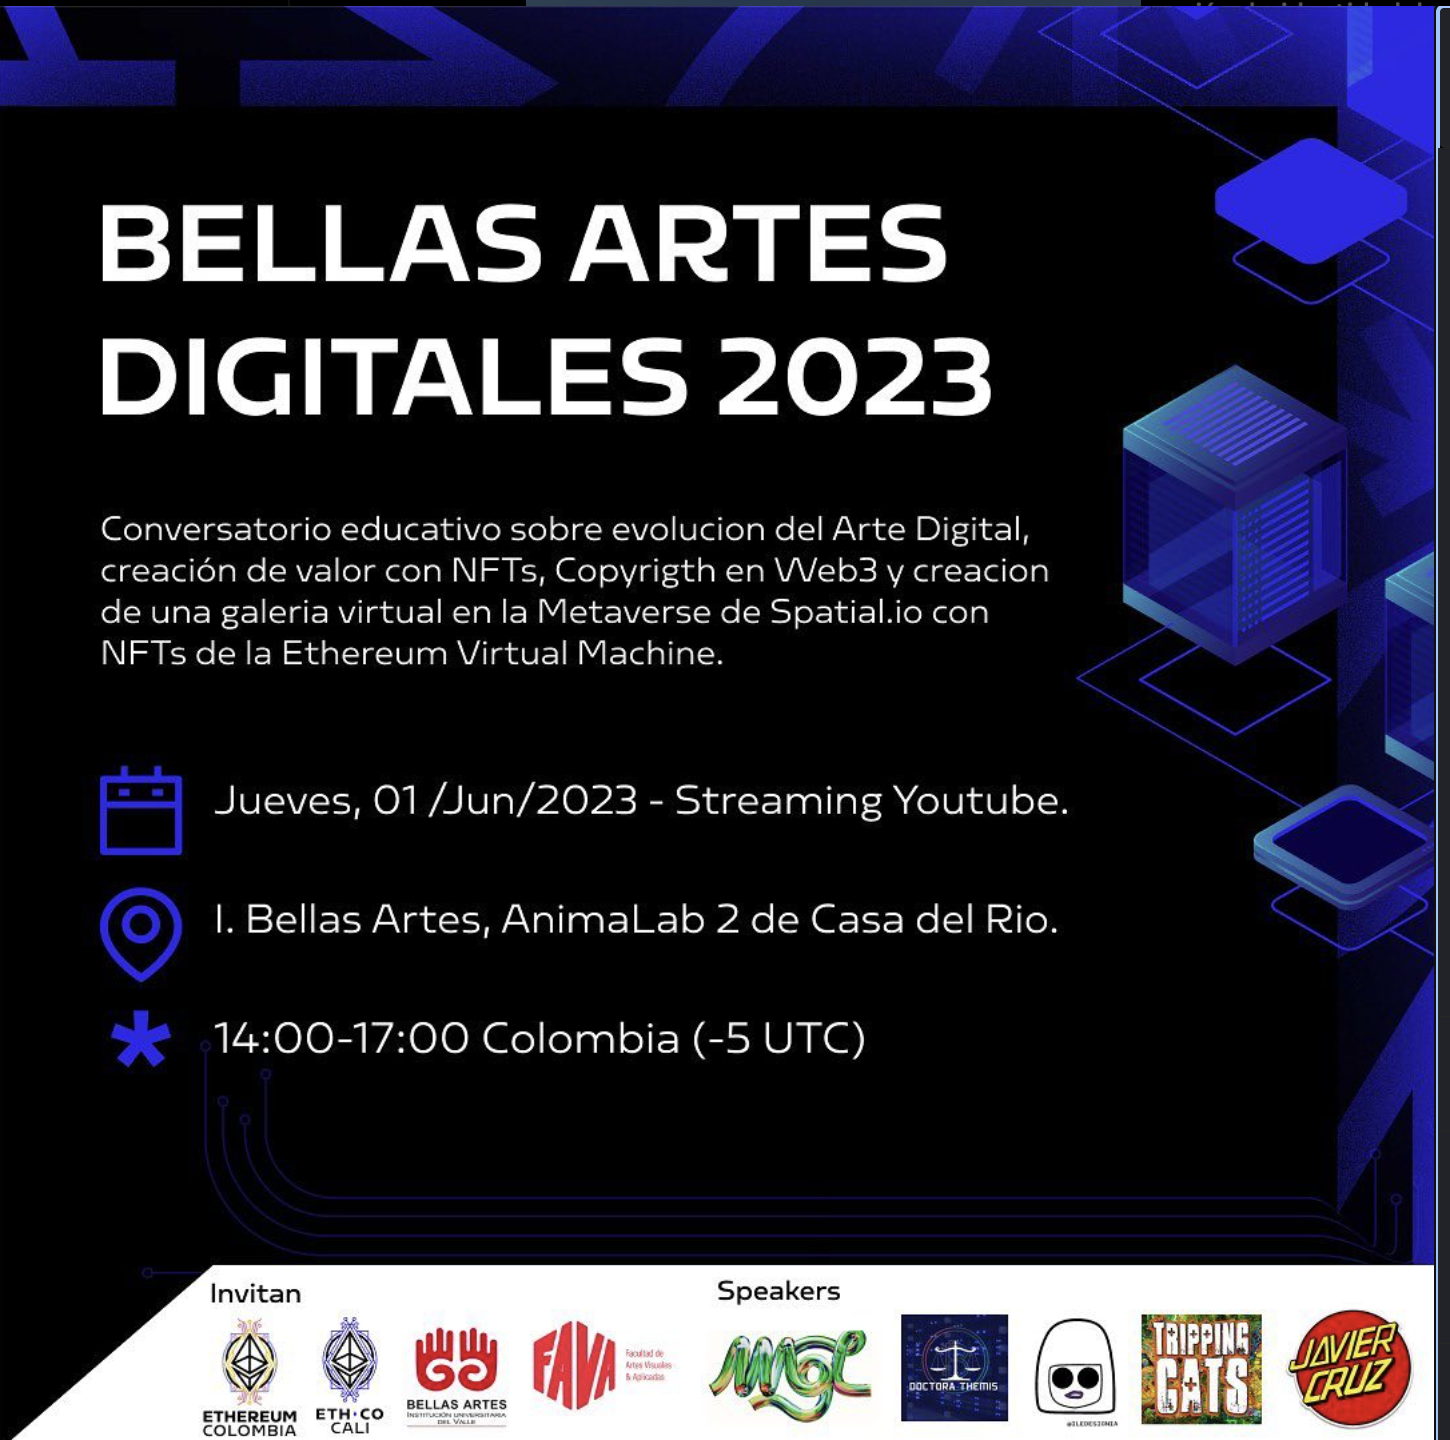 BELLAS ARTES
DIGITALES 2023
Conversatorio educativo sobre evolucion del Arte Digital,
creación de valor con NFTs, Copyrigth en Web3 y creacion
de una galeria virtual en la Metaverse de Spatial.io con
NFTs de la Ethereum Virtual Machine.
Jueves, 01 /Jun/2023 - Streaming Youtube.
I. Bellas Artes, AnimaLab 2 de Casa del Rio.
14:00-17:00 Colombia (-5 UTC)
Invitan
ETHEREUM
COLOMBIA
ETH·CO
CALI
BELLAS ARTES
INSTITUCIÓN UNIVERSITARIA
DEL VALLE
FAVA
Facultad de
Artes Visuales
& Aplicadas
Speakers
DOCTORA THEMIS
TRIPPING
CATS
JAVIER
CRUZ